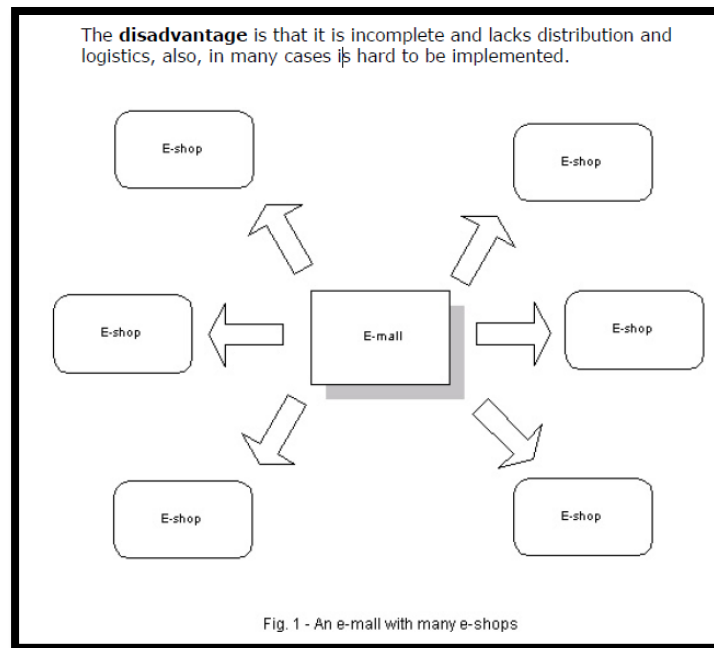 The disadvantage is that it is incomplete and lacks distribution and
logistics, also, in many cases is hard to be implemented.
E-shop
E-shop
E-shop
E-mall
E-shop
E-shop
E-shop
Fig. 1 - An e-mall with many e-shops